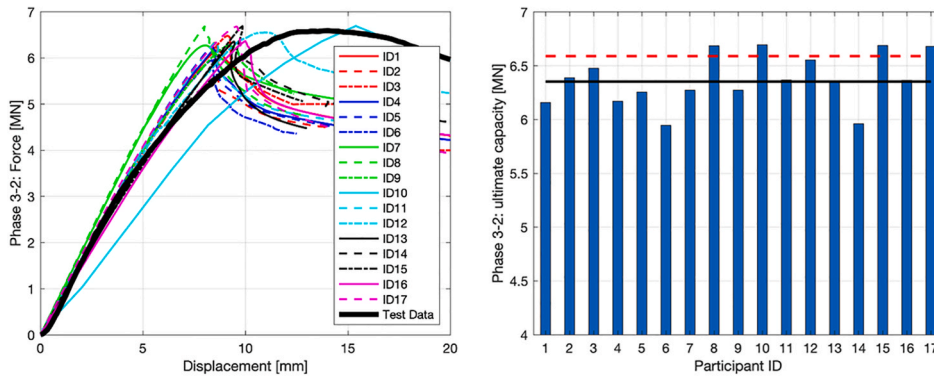 Phase 3-2: Force [MN]
7
6
5
4
3
2
1
0
0 5 10 15 20
Displacement [mm]
ID1
ID2
ID3
ID4
ID5
ID6
ID7
ID8
ID9
ID10
ID11
ID12
ID13
ID14
ID15
ID16
ID17
Test Data
Phase 3-2: ultimate capacity [MN]
7
6.5
6
5.5
5
4.5
4
1 2 3 4 5 6 7 8 9 10 11 12 13 14 15 16 17
Participant ID